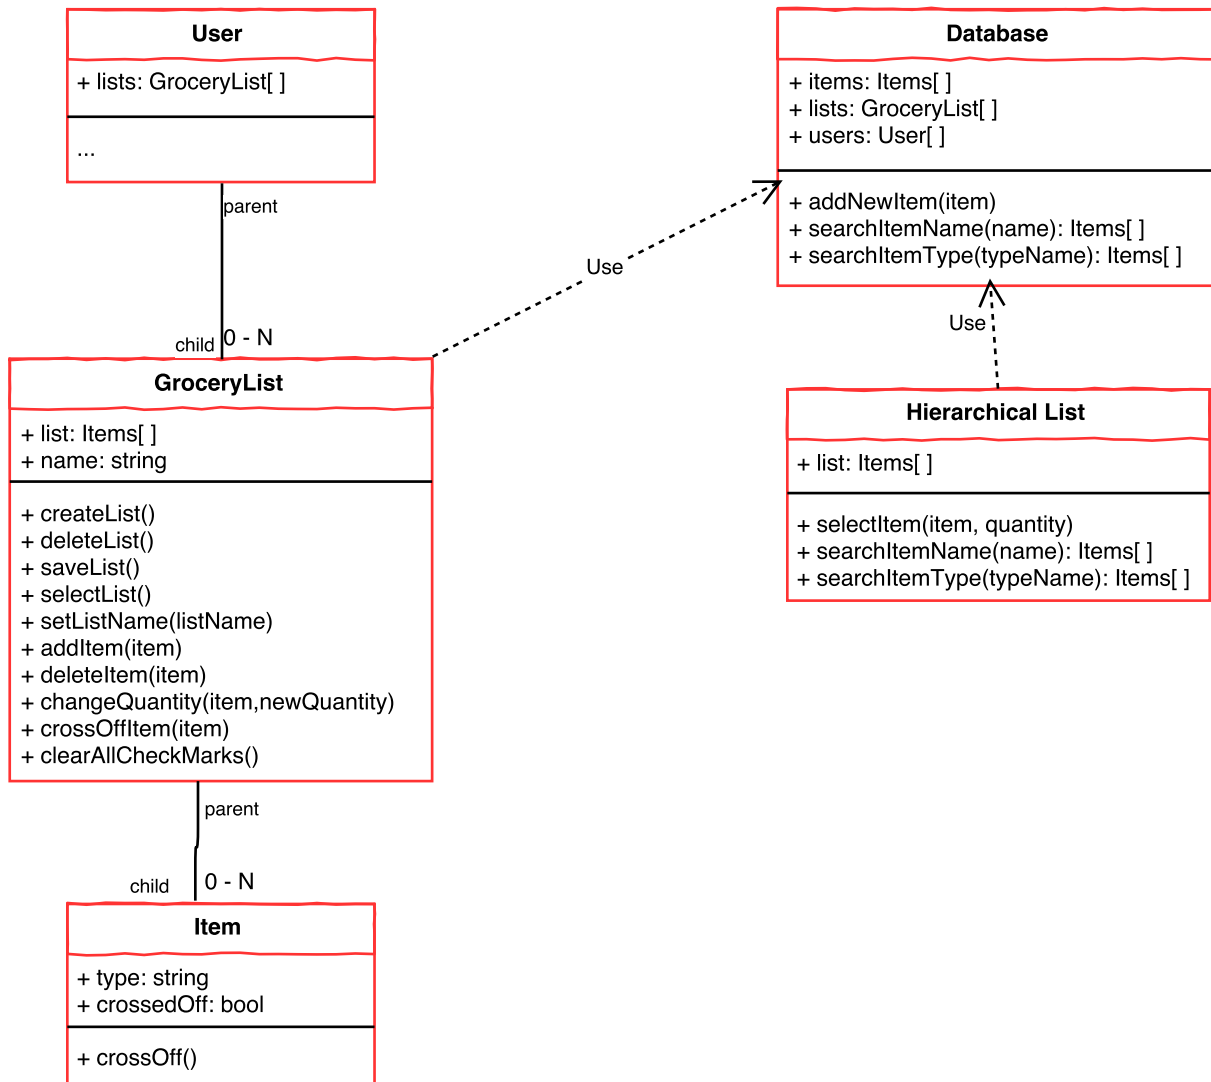 User
+ lists: GroceryList[ ]
...
parent
child
0 - N
GroceryList
+ list: Items[ ]
+ name: string
+ createList()
+ deleteList()
+ saveList()
+ selectList()
+ setListName(listName)
+ addItem(item)
+ deleteItem(item)
+ changeQuantity(item,newQuantity)
+ crossOffItem(item)
+ clearAllCheckMarks()
parent
child
0 - N
Item
+ type: string
+ crossedOff: bool
+ crossOff()
Use
Database
+ items: Items[ ]
+ lists: GroceryList[ ]
+ users: User[ ]
+ addNewItem(item)
+ searchItemName(name): Items[ ]
+ searchItemType(typeName): Items[ ]
Use
Hierarchical List
+ list: Items[ ]
+ selectItem(item, quantity)
+ searchItemName(name): Items[ ]
+ searchItemType(typeName): Items[ ]